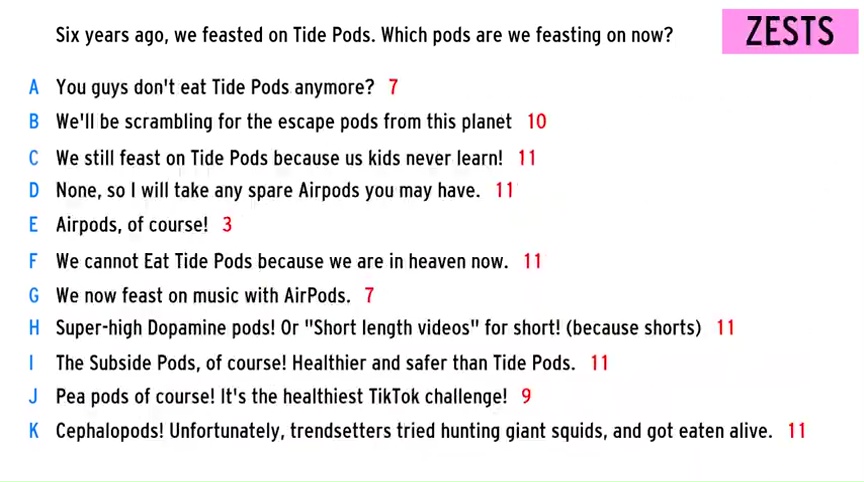 Six years ago, we feasted on Tide Pods. Which pods are we feasting on now?
ZESTS
A You guys don't eat Tide Pods anymore? 7
B We'll be scrambling for the escape pods from this planet 10
C We still feast on Tide Pods because us kids never learn! 11
D None, so I will take any spare Airpods you may have. 11
E Airpods, of course! 3
F We cannot Eat Tide Pods because we are in heaven now. 11
G We now feast on music with AirPods. 7
H Super-high Dopamine pods! Or "Short length videos" for short! (because shorts) 11
I The Subside Pods, of course! Healthier and safer than Tide Pods. 11
J Pea pods of course! It's the healthiest TikTok challenge! 9
K Cephalopods! Unfortunately, trendsetters tried hunting giant squids, and got eaten alive. 11